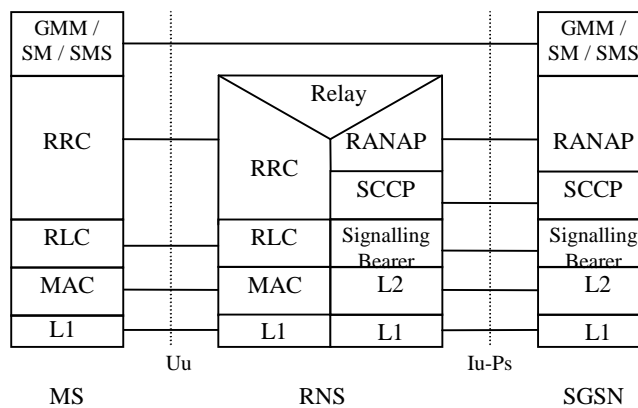 GMM /
SM / SMS
RRC
RLC
MAC
L1
Uu
MS
Relay
RRC
RLC
MAC
L1
RANAP
SCCP
Signalling
Bearer
L2
L1
RNS
Iu-Ps
GMM /
SM / SMS
RANAP
SCCP
Signalling
Bearer
L2
L1
SGSN